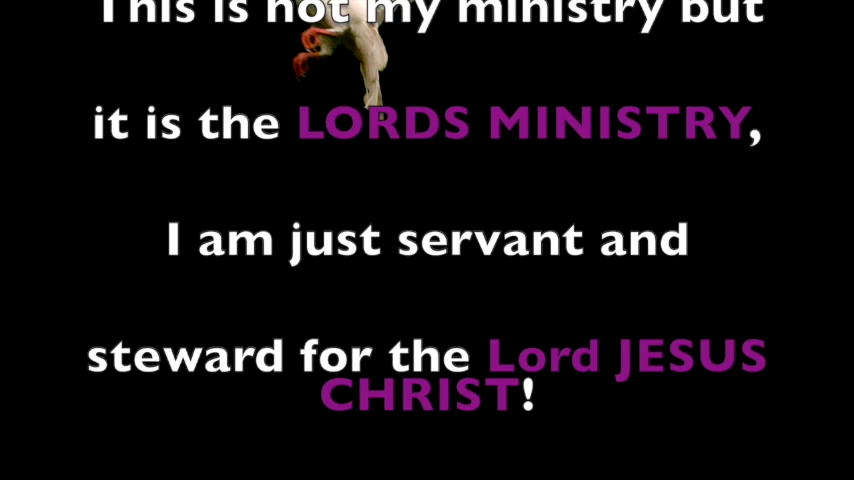 This is not my ministry but
it is the LORDS MINISTRY,
I am just servant and
steward for the Lord JESUS
CHRIST!